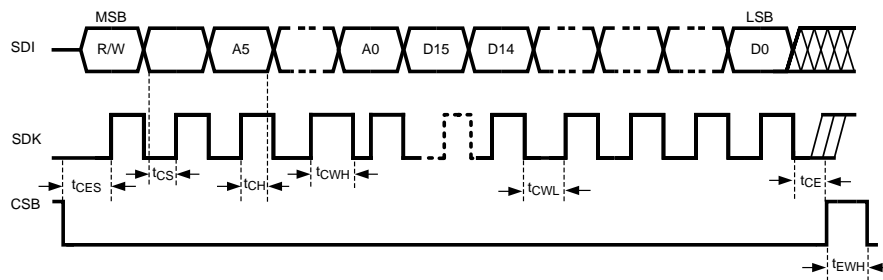 MSB
LSB
SDI
R/W
A5
A0
D15
D14
D0
SDK
tCES
tCS
tCH
tCWH
tCWL
tCE
CSB
tEWH